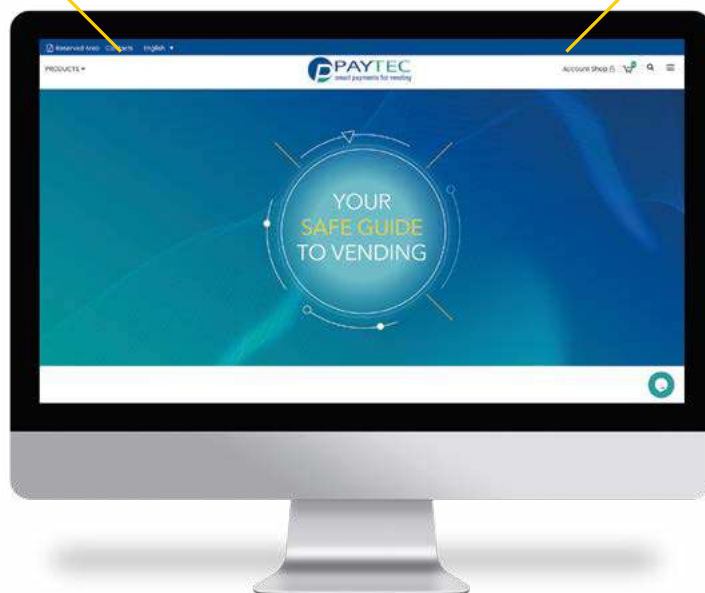 Reserved Area Contacts English
PRODUCTS
PAYTEC
smart payments for vending
Account Shop
YOUR
SAFE GUIDE
TO VENDING